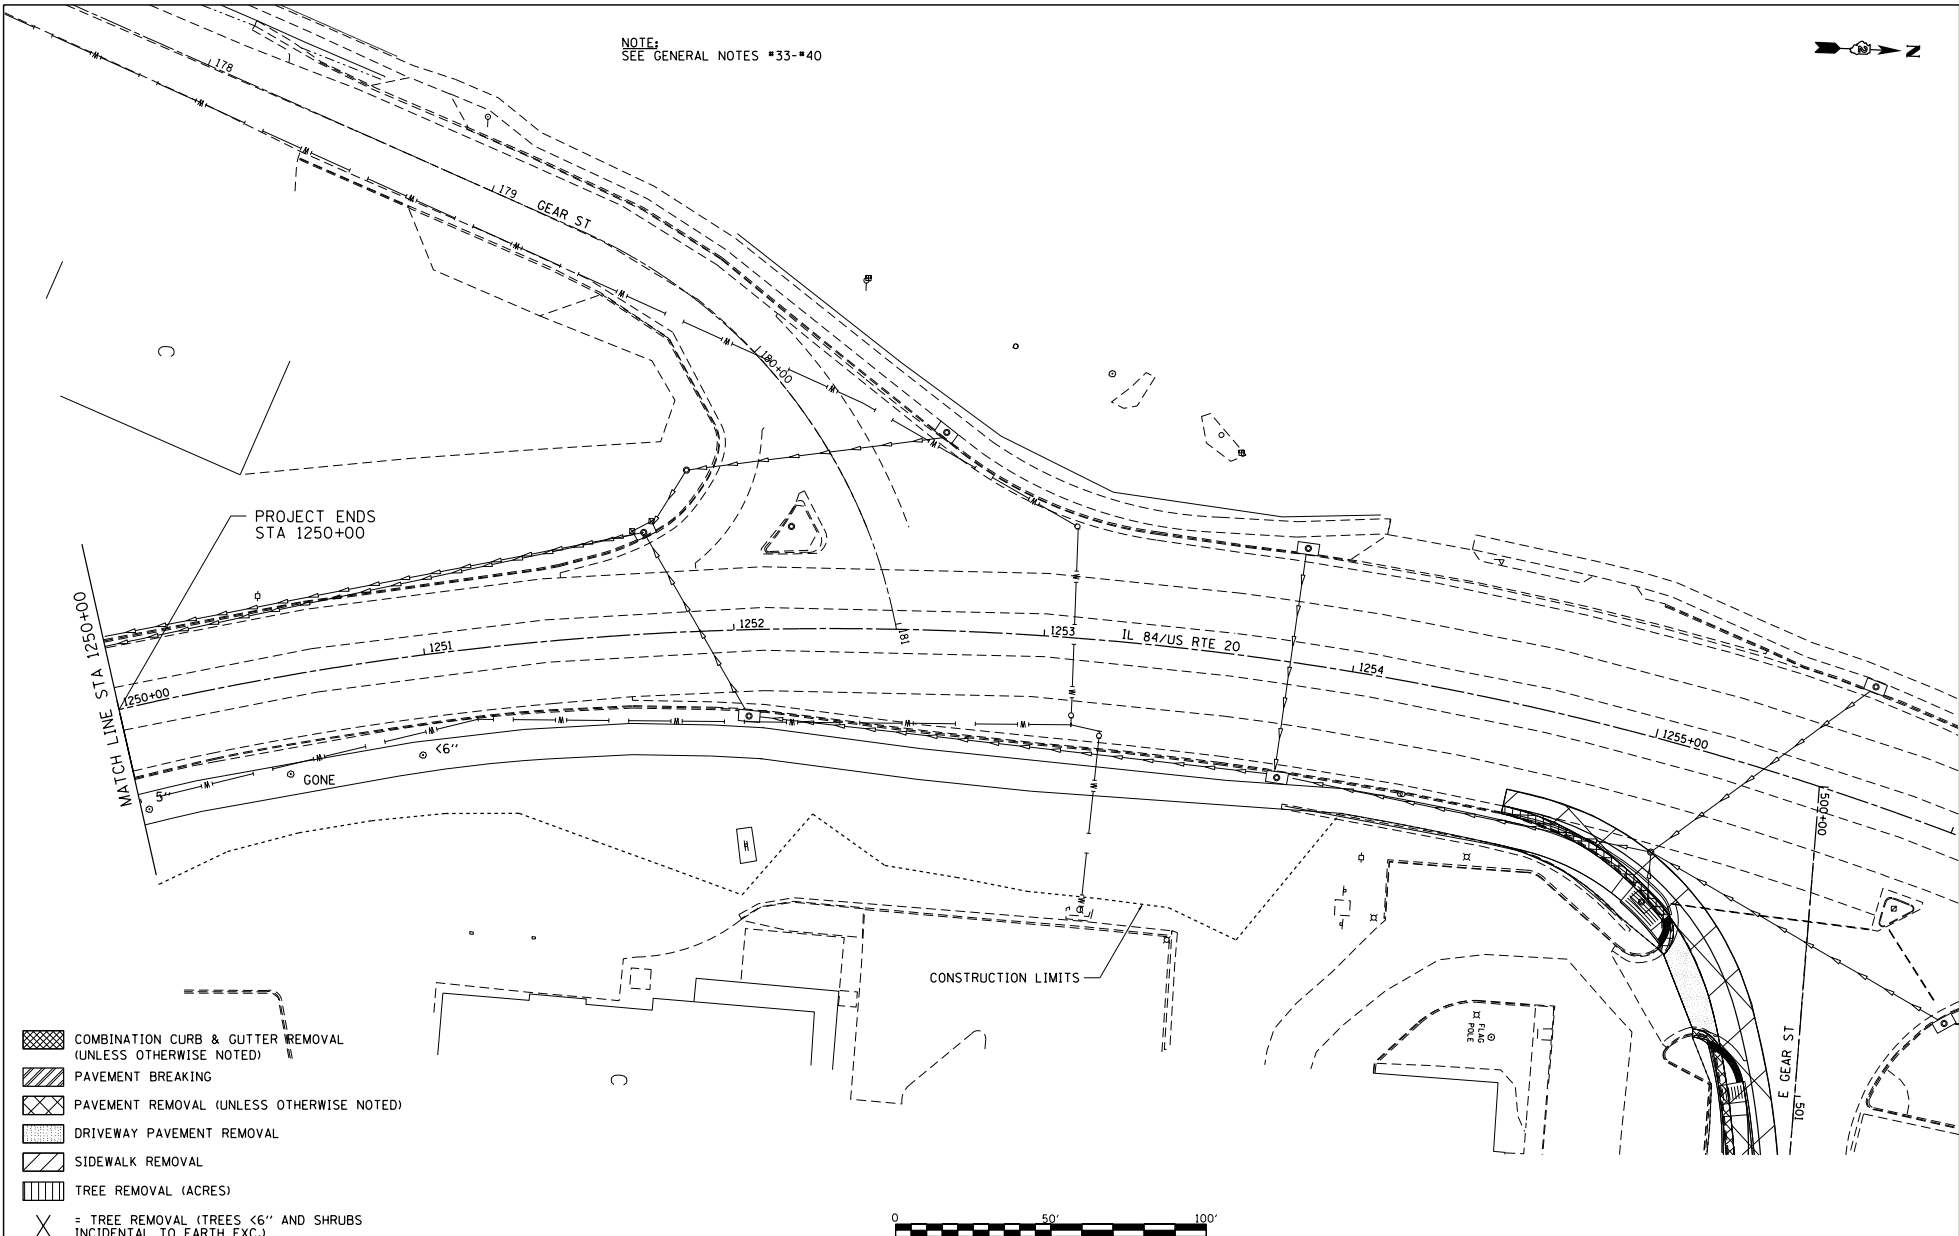 NOTE:
SEE GENERAL NOTES #33-#40
N
178
179
GEAR ST
180+00
181
PROJECT ENDS
STA 1250+00
MATCH LINE STA 1250+00
1250+00
1251
1252
1253
IL 84/US RTE 20
1254
1255+00
500+00
501
E GEAR ST
5''
GONE
<6''
H
C
C
W
CONSTRUCTION LIMITS
FLAG
POLE
COMBINATION CURB & GUTTER REMOVAL
(UNLESS OTHERWISE NOTED)
PAVEMENT BREAKING
PAVEMENT REMOVAL (UNLESS OTHERWISE NOTED)
DRIVEWAY PAVEMENT REMOVAL
SIDEWALK REMOVAL
TREE REMOVAL (ACRES)
= TREE REMOVAL (TREES <6'' AND SHRUBS
INCIDENTAL TO EARTH EXC.)
0 50' 100'